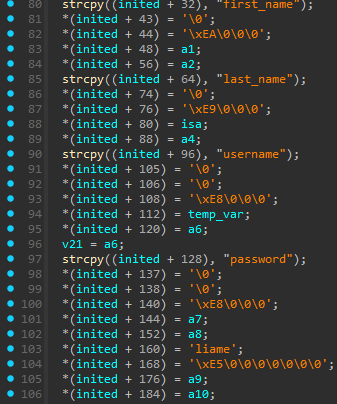 80 strcpy((inited + 32), "first_name");
81 *(inited + 43) = '\0';
82 *(inited + 44) = '\xEA\0\0\0';
83 *(inited + 48) = a1;
84 *(inited + 56) = a2;
85 strcpy((inited + 64), "last_name");
86 *(inited + 74) = '\0';
87 *(inited + 76) = '\xE9\0\0\0';
88 *(inited + 80) = isa;
89 *(inited + 88) = a4;
90 strcpy((inited + 96), "username");
91 *(inited + 105) = '\0';
92 *(inited + 106) = '\0';
93 *(inited + 108) = '\xE8\0\0\0';
94 *(inited + 112) = temp_var;
95 *(inited + 120) = a6;
96 v21 = a6;
97 strcpy((inited + 128), "password");
98 *(inited + 137) = '\0';
99 *(inited + 138) = '\0';
100 *(inited + 140) = '\xE8\0\0\0';
101 *(inited + 144) = a7;
102 *(inited + 152) = a8;
103 *(inited + 160) = 'liame';
104 *(inited + 168) = '\xE5\0\0\0\0\0\0\0';
105 *(inited + 176) = a9;
106 *(inited + 184) = a10;